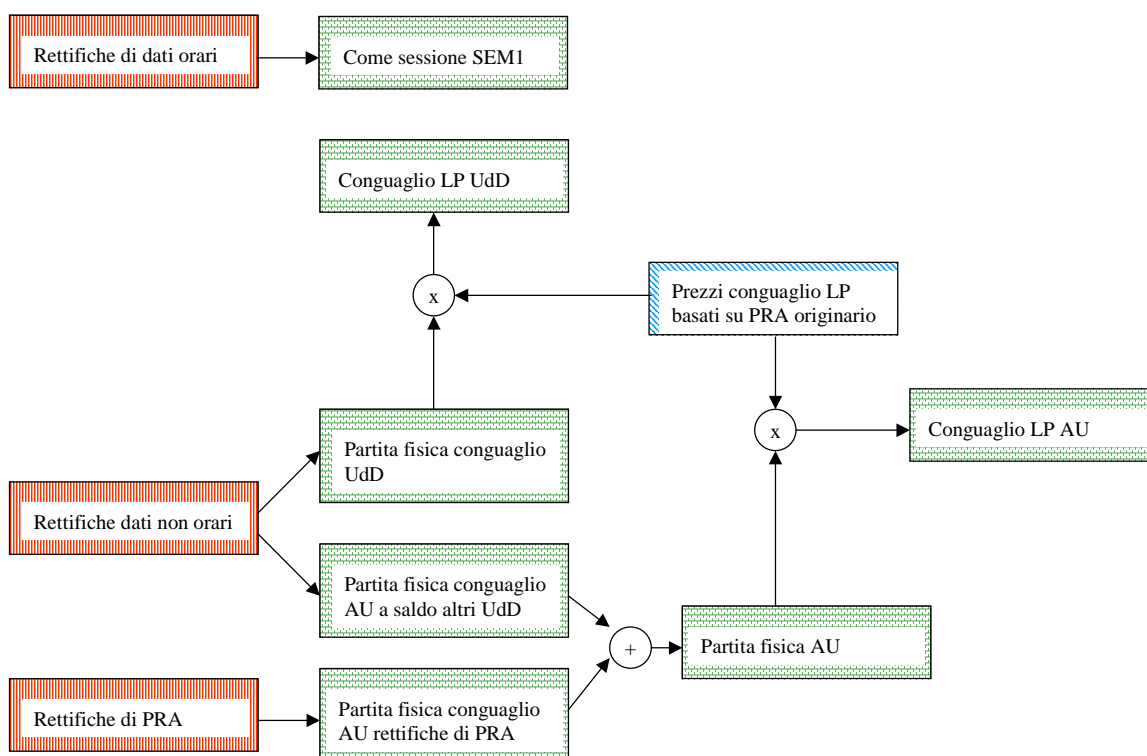 Rettifiche di dati orari
Come sessione SEM1
Conguaglio LP UdD
x
Prezzi conguaglio LP
basati su PRA originario
Partita fisica conguaglio
UdD
x
Conguaglio LP AU
Rettifiche dati non orari
Partita fisica conguaglio
AU a saldo altri UdD
+
Partita fisica AU
Rettifiche di PRA
Partita fisica conguaglio
AU rettifiche di PRA